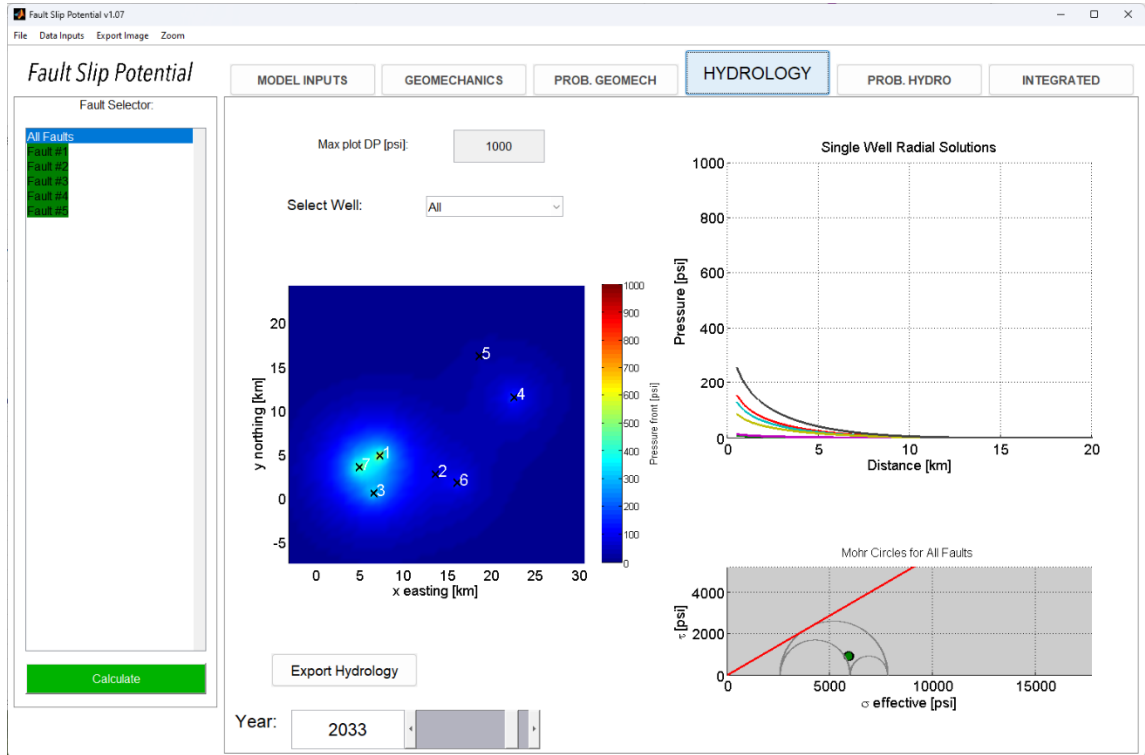 Fault Slip Potential v1.07
File Data Inputs Export Image Zoom
Fault Slip Potential
MODEL INPUTS GEOMECHANICS PROB. GEOMECH HYDROLOGY PROB. HYDRO INTEGRATED
Fault Selector:
All Faults
Fault #1
Fault #2
Fault #3
Fault #4
Fault #5
Calculate
Max plot DP [psi]: 1000
Select Well: All
20
15
10
5
0
-5
y northing [km]
0 5 10 15 20 25 30
x easting [km]
5
4
1
7
3
2
6
1000
900
800
700
600
500
400
300
200
100
0
Pressure front [psi]
Export Hydrology
Year: 2033
Single Well Radial Solutions
1000
800
600
400
200
0
Pressure [psi]
0 5 10 15 20
Distance [km]
Mohr Circles for All Faults
4000
2000
0
τ [psi]
0 5000 10000 15000
σ effective [psi]